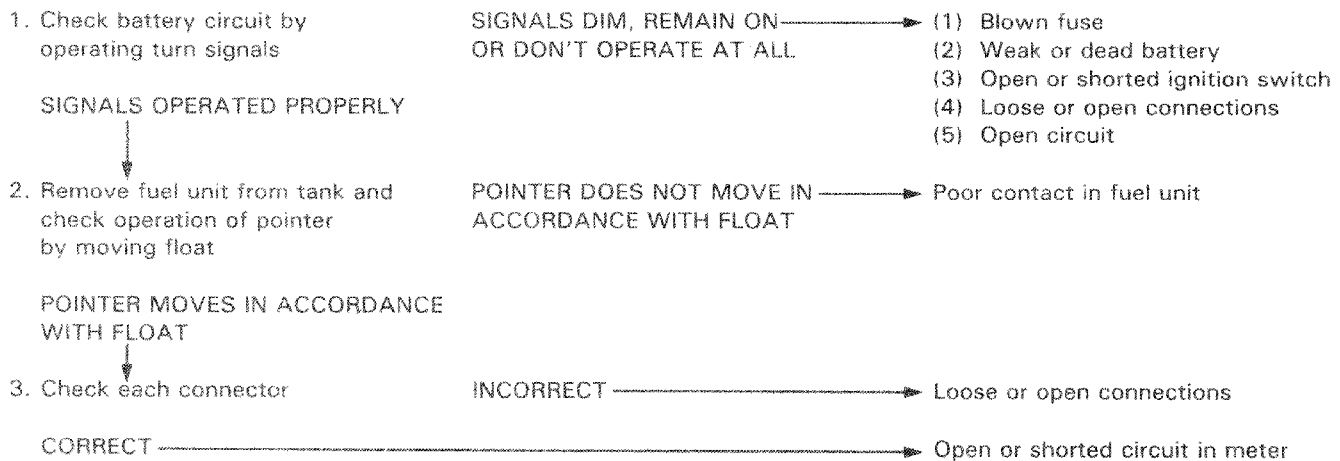 1. Check battery circuit by
operating turn signals
SIGNALS DIM, REMAIN ON
OR DON'T OPERATE AT ALL
(1) Blown fuse
(2) Weak or dead battery
(3) Open or shorted ignition switch
(4) Loose or open connections
(5) Open circuit
SIGNALS OPERATED PROPERLY
2. Remove fuel unit from tank and
check operation of pointer
by moving float
POINTER DOES NOT MOVE IN
ACCORDANCE WITH FLOAT
Poor contact in fuel unit
POINTER MOVES IN ACCORDANCE
WITH FLOAT
3. Check each connector
INCORRECT
Loose or open connections
CORRECT
Open or shorted circuit in meter